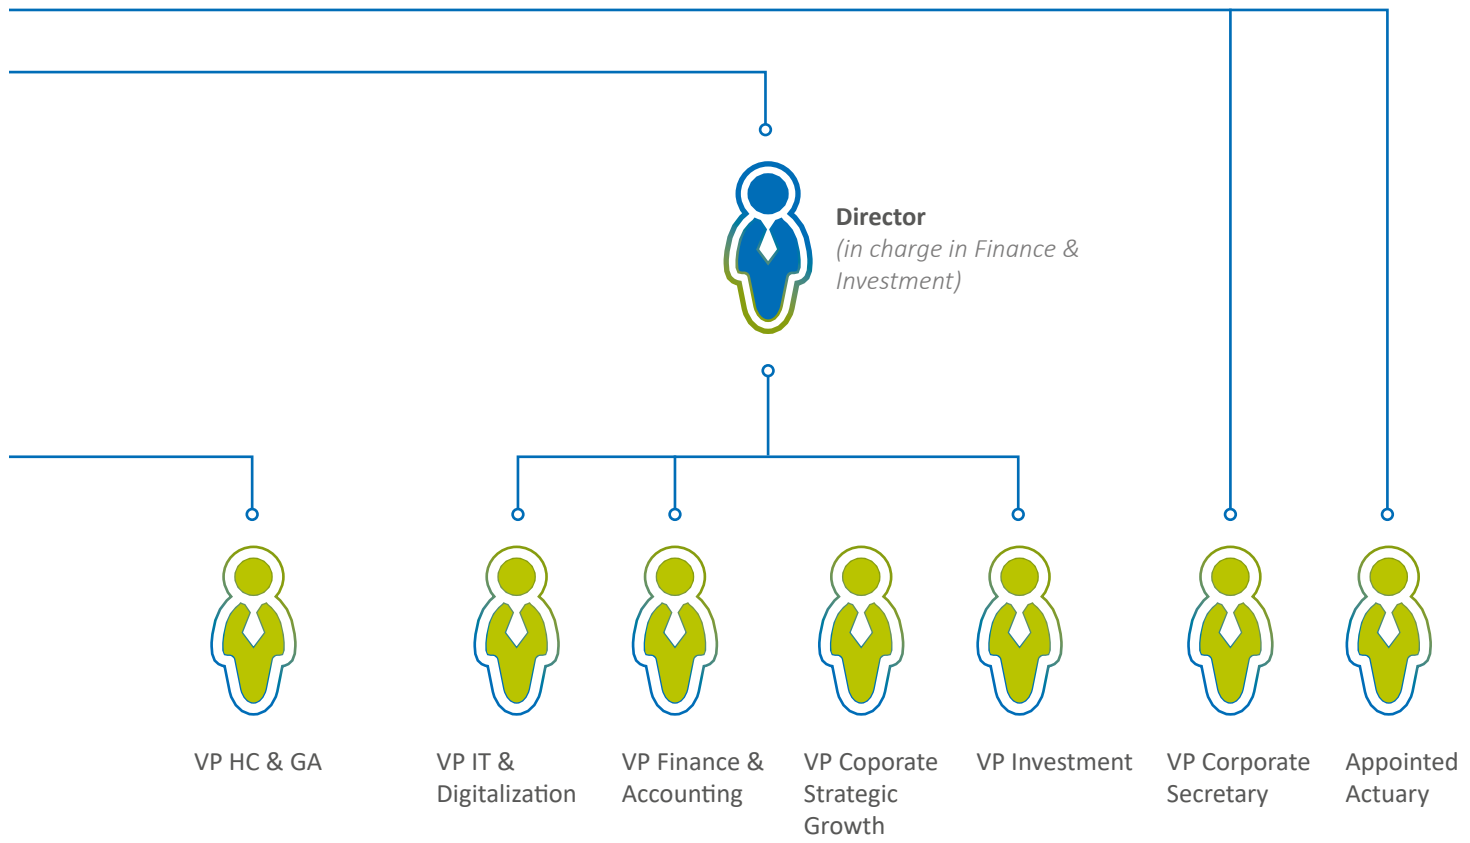 Director
(in charge in Finance &
Investment)
VP HC & GA
VP IT &
Digitalization
VP Finance &
Accounting
VP Coporate
Strategic
Growth
VP Investment
VP Corporate
Secretary
Appointed
Actuary